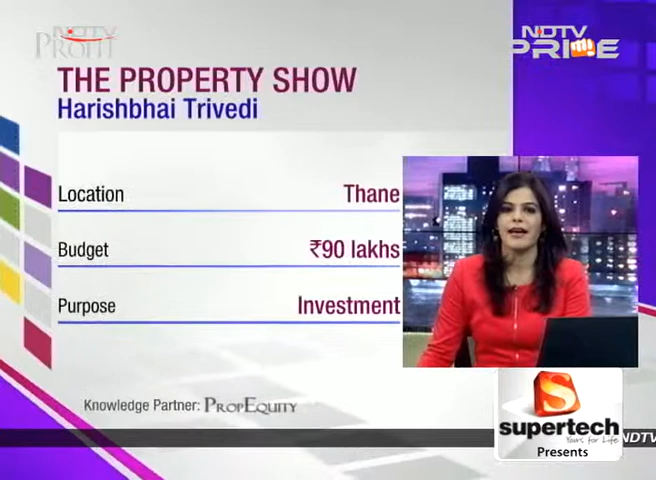 NDTV
PROFIT
NDTV
PRIME
THE PROPERTY SHOW
Harishbhai Trivedi
Location Thane
Budget ₹90 lakhs
Purpose Investment
Knowledge Partner: PROPEQUITY
S
supertech
Yours for Life
Presents
NDTV